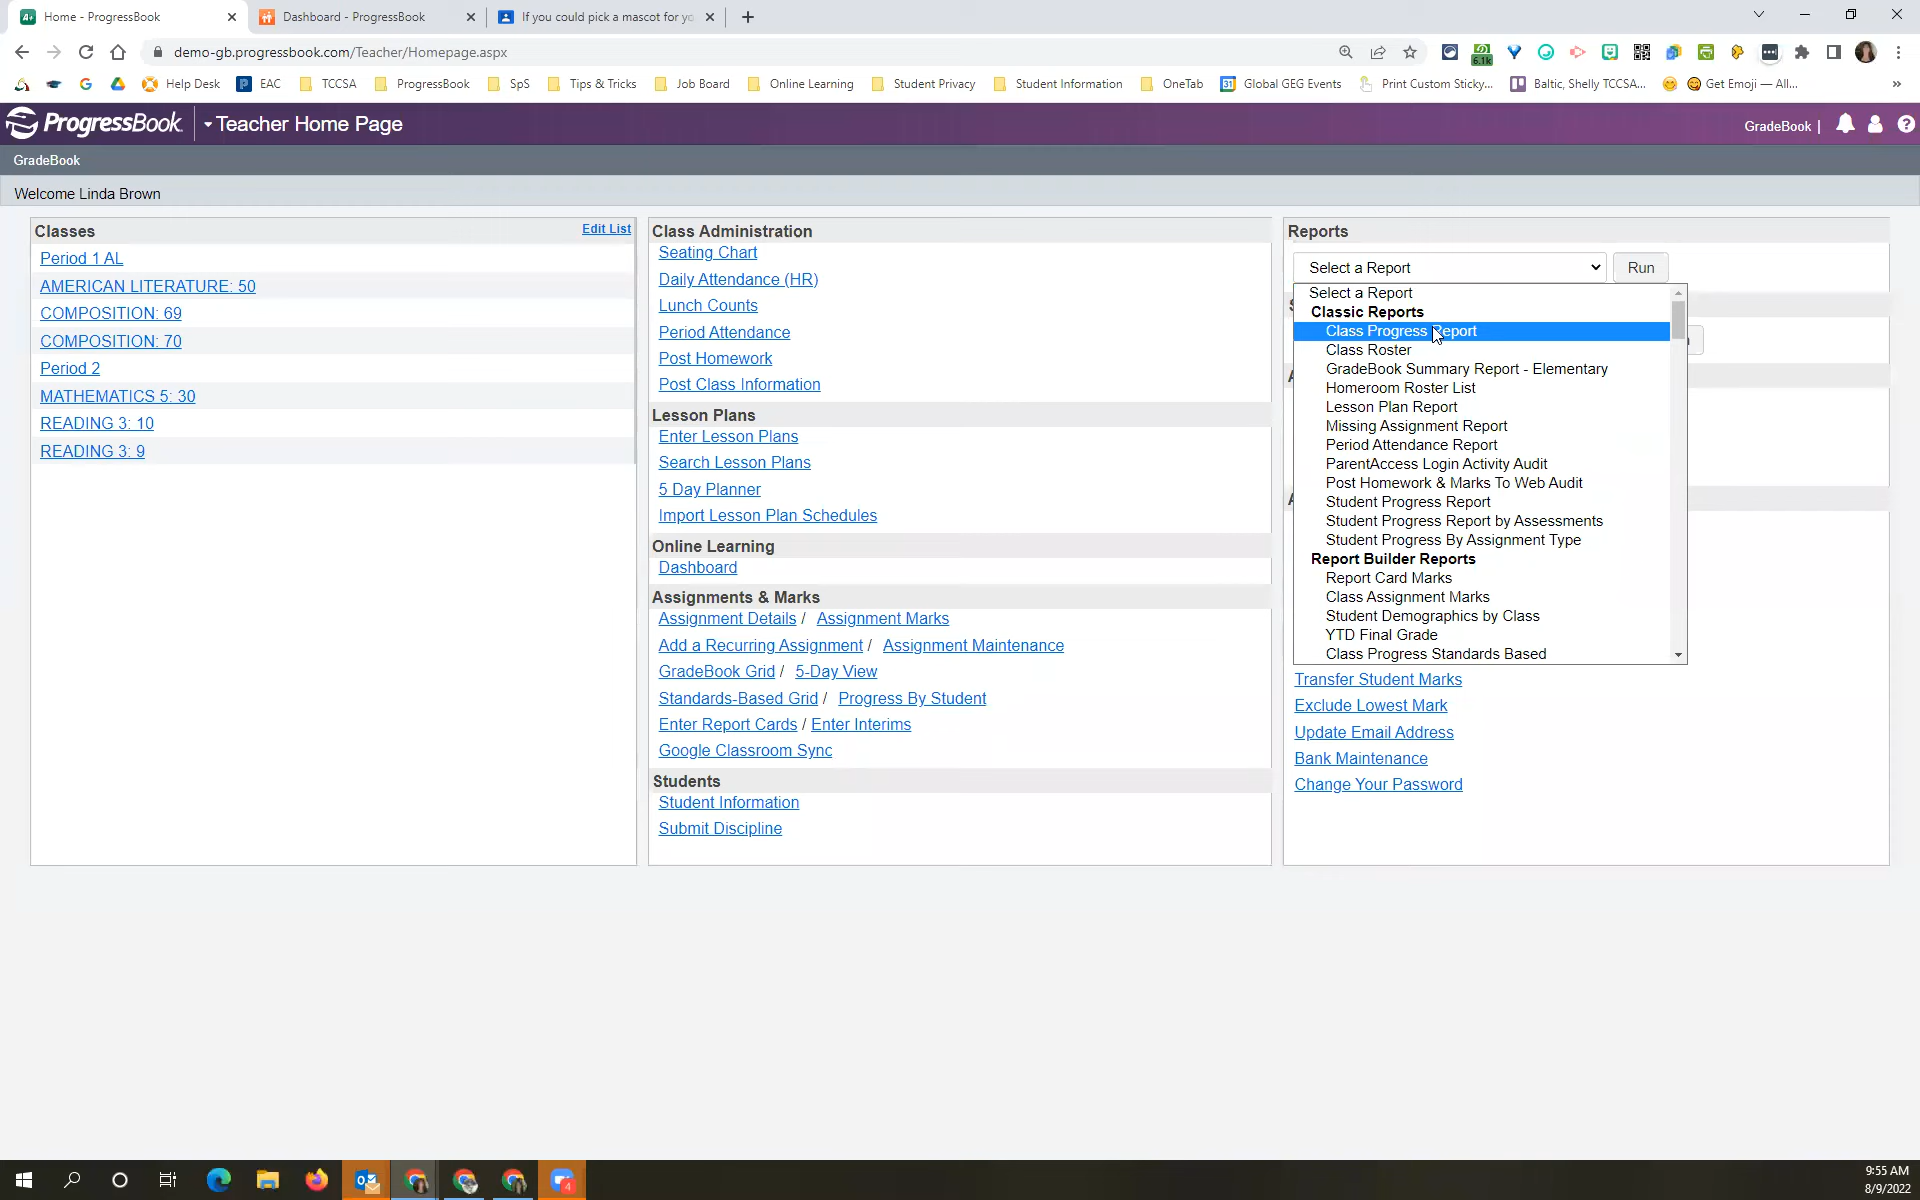 Home - ProgressBook
Dashboard - ProgressBook
If you could pick a mascot for yo
demo-gb.progressbook.com/Teacher/Homepage.aspx
6.1k
Help Desk
EAC
TCCSA
ProgressBook
SpS
Tips & Tricks
Job Board
Online Learning
Student Privacy
Student Information
OneTab
Global GEG Events
Print Custom Sticky...
Baltic, Shelly TCCSA...
Get Emoji — All...
ProgressBook
Teacher Home Page
GradeBook |
GradeBook
Welcome Linda Brown
Classes
Edit List
Period 1 AL
AMERICAN LITERATURE: 50
COMPOSITION: 69
COMPOSITION: 70
Period 2
MATHEMATICS 5: 30
READING 3: 10
READING 3: 9
Class Administration
Seating Chart
Daily Attendance (HR)
Lunch Counts
Period Attendance
Post Homework
Post Class Information
Lesson Plans
Enter Lesson Plans
Search Lesson Plans
5 Day Planner
Import Lesson Plan Schedules
Online Learning
Dashboard
Assignments & Marks
Assignment Details / Assignment Marks
Add a Recurring Assignment / Assignment Maintenance
GradeBook Grid / 5-Day View
Standards-Based Grid / Progress By Student
Enter Report Cards / Enter Interims
Google Classroom Sync
Students
Student Information
Submit Discipline
Reports
Select a Report
Run
Select a Report
Classic Reports
Class Progress Report
Class Roster
GradeBook Summary Report - Elementary
Homeroom Roster List
Lesson Plan Report
Missing Assignment Report
Period Attendance Report
ParentAccess Login Activity Audit
Post Homework & Marks To Web Audit
Student Progress Report
Student Progress Report by Assessments
Student Progress By Assignment Type
Report Builder Reports
Report Card Marks
Class Assignment Marks
Student Demographics by Class
YTD Final Grade
Class Progress Standards Based
Transfer Student Marks
Exclude Lowest Mark
Update Email Address
Bank Maintenance
Change Your Password
9:55 AM
8/9/2022